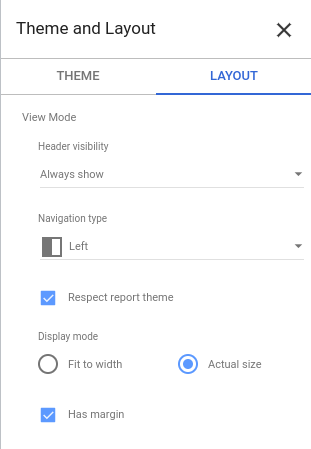 Theme and Layout
THEME LAYOUT
View Mode
Header visibility
Always show
Navigation type
Left
Respect report theme
Display mode
Fit to width Actual size
Has margin